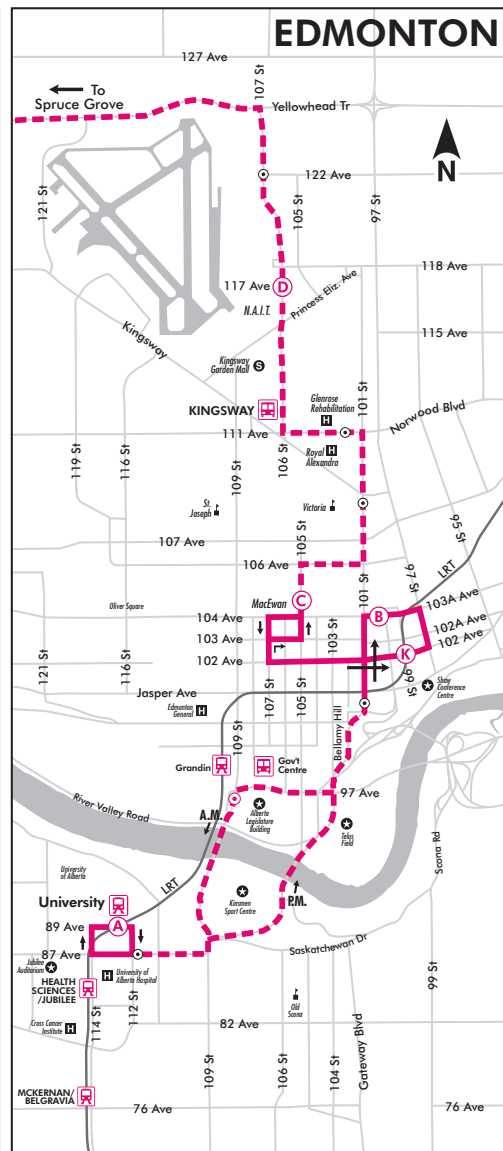 EDMONTON
127 Ave
To
Spruce Grove
107 St
Yellowhead Tr
N
122 Ave
121 St
105 St
97 St
118 Ave
117 Ave
D
Princess Eliz. Ave
N.A.I.T.
Kingsway
115 Ave
Kingsway
Garden Mall
S
Glenrose
Rehabilitation
H
101 St
KINGSWAY
Norwood Blvd
111 Ave
Royal
Alexandra
H
119 St
116 St
109 St
106 St
St.
Joseph
Victoria
105 St
95 St
107 Ave
97 St
LRT
106 Ave
101 St
MacEwan
C
103A Ave
Oliver Square
104 Ave
B
103 St
102A Ave
103 Ave
102 Ave
K
102 Ave
121 St
116 St
107 St
105 St
99 St
Shaw
Conference
Centre
Jasper Ave
Edmonton
General
H
109 St
Bellamy Hill
Grandin
Gov't
Centre
97 Ave
River Valley Road
A.M.
Alberta
Legislature
Building
Telus
Field
Scona Rd
University
of Alberta
LRT
Kinsmen
Sport Centre
P.M.
University
89 Ave
A
87 Ave
Saskatchewan Dr
Jubilee
Auditorium
H
University of
Alberta Hospital
HEALTH
SCIENCES
/JUBILEE
114 St
112 St
Old
Scona
99 St
Cross Cancer
Institute
H
82 Ave
109 St
106 St
104 St
Gateway Blvd
MCKERNAN/
BELGRAVIA
76 Ave
76 Ave